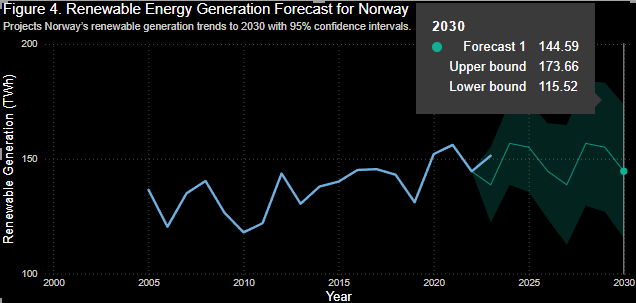 Figure 4. Renewable Energy Generation Forecast for Norway
Projects Norway's renewable generation trends to 2030 with 95% confidence intervals.
2030
Forecast 1 144.59
Upper bound 173.66
Lower bound 115.52
Renewable Generation (TWh)
200
150
100
2000 2005 2010 2015 2020 2025 2030
Year